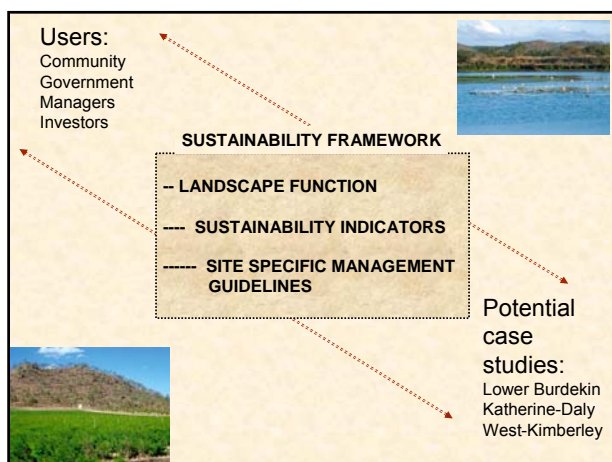 Users:
Community
Government
Managers
Investors
SUSTAINABILITY FRAMEWORK
-- LANDSCAPE FUNCTION
---- SUSTAINABILITY INDICATORS
------ SITE SPECIFIC MANAGEMENT
GUIDELINES
Potential
case
studies:
Lower Burdekin
Katherine-Daly
West-Kimberley